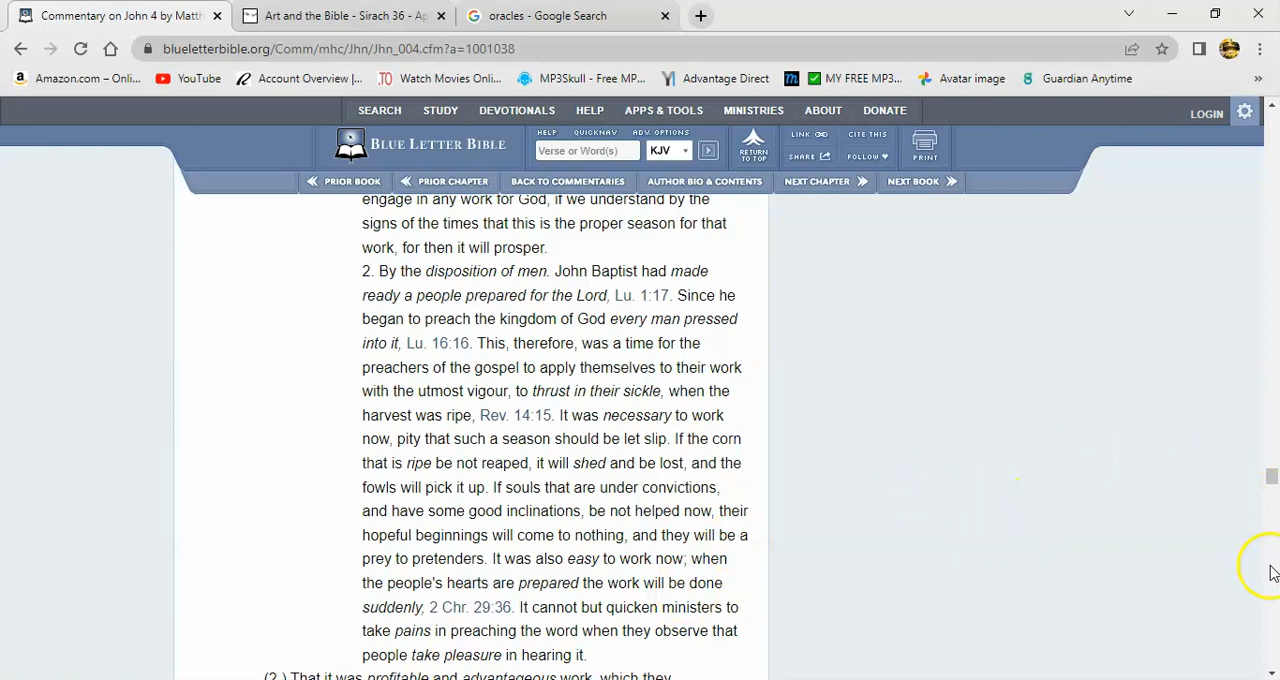 Commentary on John 4 by Matth
Art and the Bible - Sirach 36 - Ap
oracles - Google Search
blueletterbible.org/Comm/mhc/Jhn/Jhn_004.cfm?a=1001038
Amazon.com – Onli...
YouTube
Account Overview |...
Watch Movies Onlin...
MP3Skull - Free MP...
Advantage Direct
MY FREE MP3...
Avatar image
Guardian Anytime
»
SEARCH STUDY DEVOTIONALS HELP APPS & TOOLS MINISTRIES ABOUT DONATE
LOGIN
BLUE LETTER BIBLE
HELP QUICKNAV ADV. OPTIONS
Verse or Word(s) KJV
RETURN
TO TOP
LINK CITE THIS
SHARE FOLLOW
PRINT
PRIOR BOOK PRIOR CHAPTER BACK TO COMMENTARIES AUTHOR BIO & CONTENTS NEXT CHAPTER NEXT BOOK
engage in any work for God, if we understand by the
signs of the times that this is the proper season for that
work, for then it will prosper.
2. By the disposition of men. John Baptist had made
ready a people prepared for the Lord, Lu. 1:17. Since he
began to preach the kingdom of God every man pressed
into it, Lu. 16:16. This, therefore, was a time for the
preachers of the gospel to apply themselves to their work
with the utmost vigour, to thrust in their sickle, when the
harvest was ripe, Rev. 14:15. It was necessary to work
now, pity that such a season should be let slip. If the corn
that is ripe be not reaped, it will shed and be lost, and the
fowls will pick it up. If souls that are under convictions,
and have some good inclinations, be not helped now, their
hopeful beginnings will come to nothing, and they will be a
prey to pretenders. It was also easy to work now; when
the people's hearts are prepared the work will be done
suddenly, 2 Chr. 29:36. It cannot but quicken ministers to
take pains in preaching the word when they observe that
people take pleasure in hearing it.
(2.) That it was profitable and advantageous work, which they